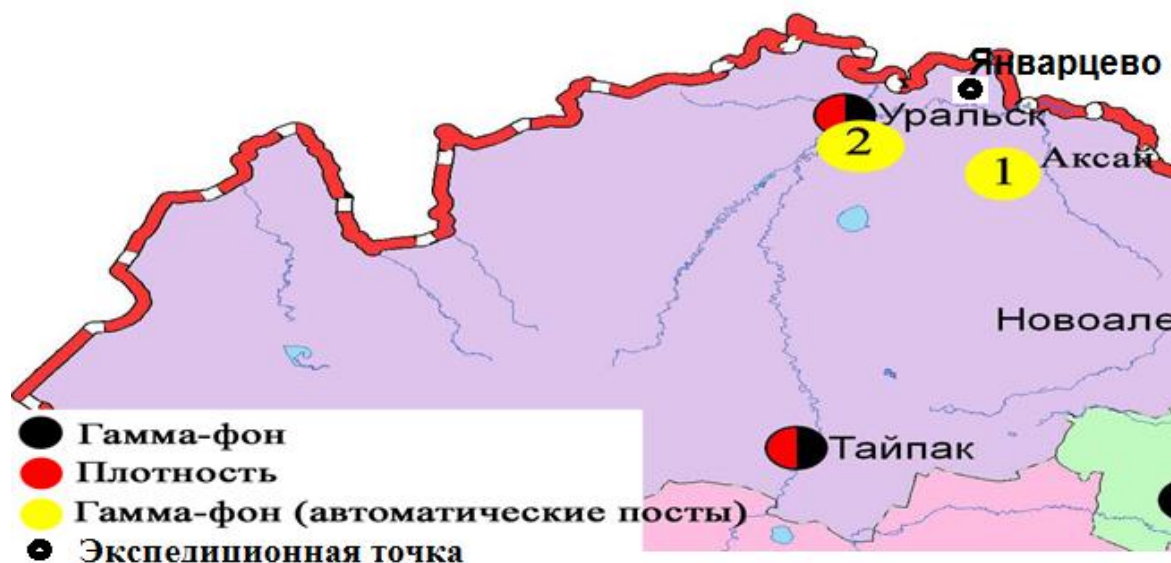 Январцево
Уральск
2
1
Аксай
Новоале
Тайпак
Гамма-фон
Плотность
Гамма-фон (автоматические посты)
Экспедиционная точка